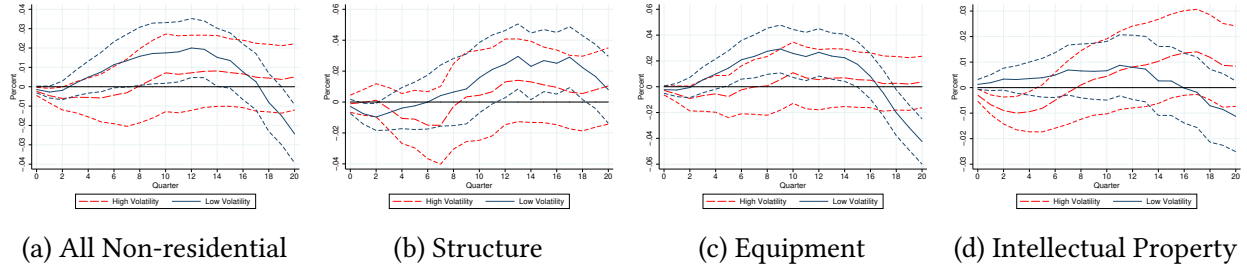 .04
.03
.02
.01
0
-.01
-.02
-.03
-.04
Percent
0 2 4 6 8 10 12 14 16 18 20
Quarter
High Volatility Low Volatility
(a) All Non-residential
.06
.04
.02
0
-.02
-.04
Percent
0 2 4 6 8 10 12 14 16 18 20
Quarter
High Volatility Low Volatility
(b) Structure
.06
.04
.02
0
-.02
-.04
-.06
Percent
0 2 4 6 8 10 12 14 16 18 20
Quarter
High Volatility Low Volatility
(c) Equipment
.03
.02
.01
0
-.01
-.02
-.03
Percent
0 2 4 6 8 10 12 14 16 18 20
Quarter
High Volatility Low Volatility
(d) Intellectual Property